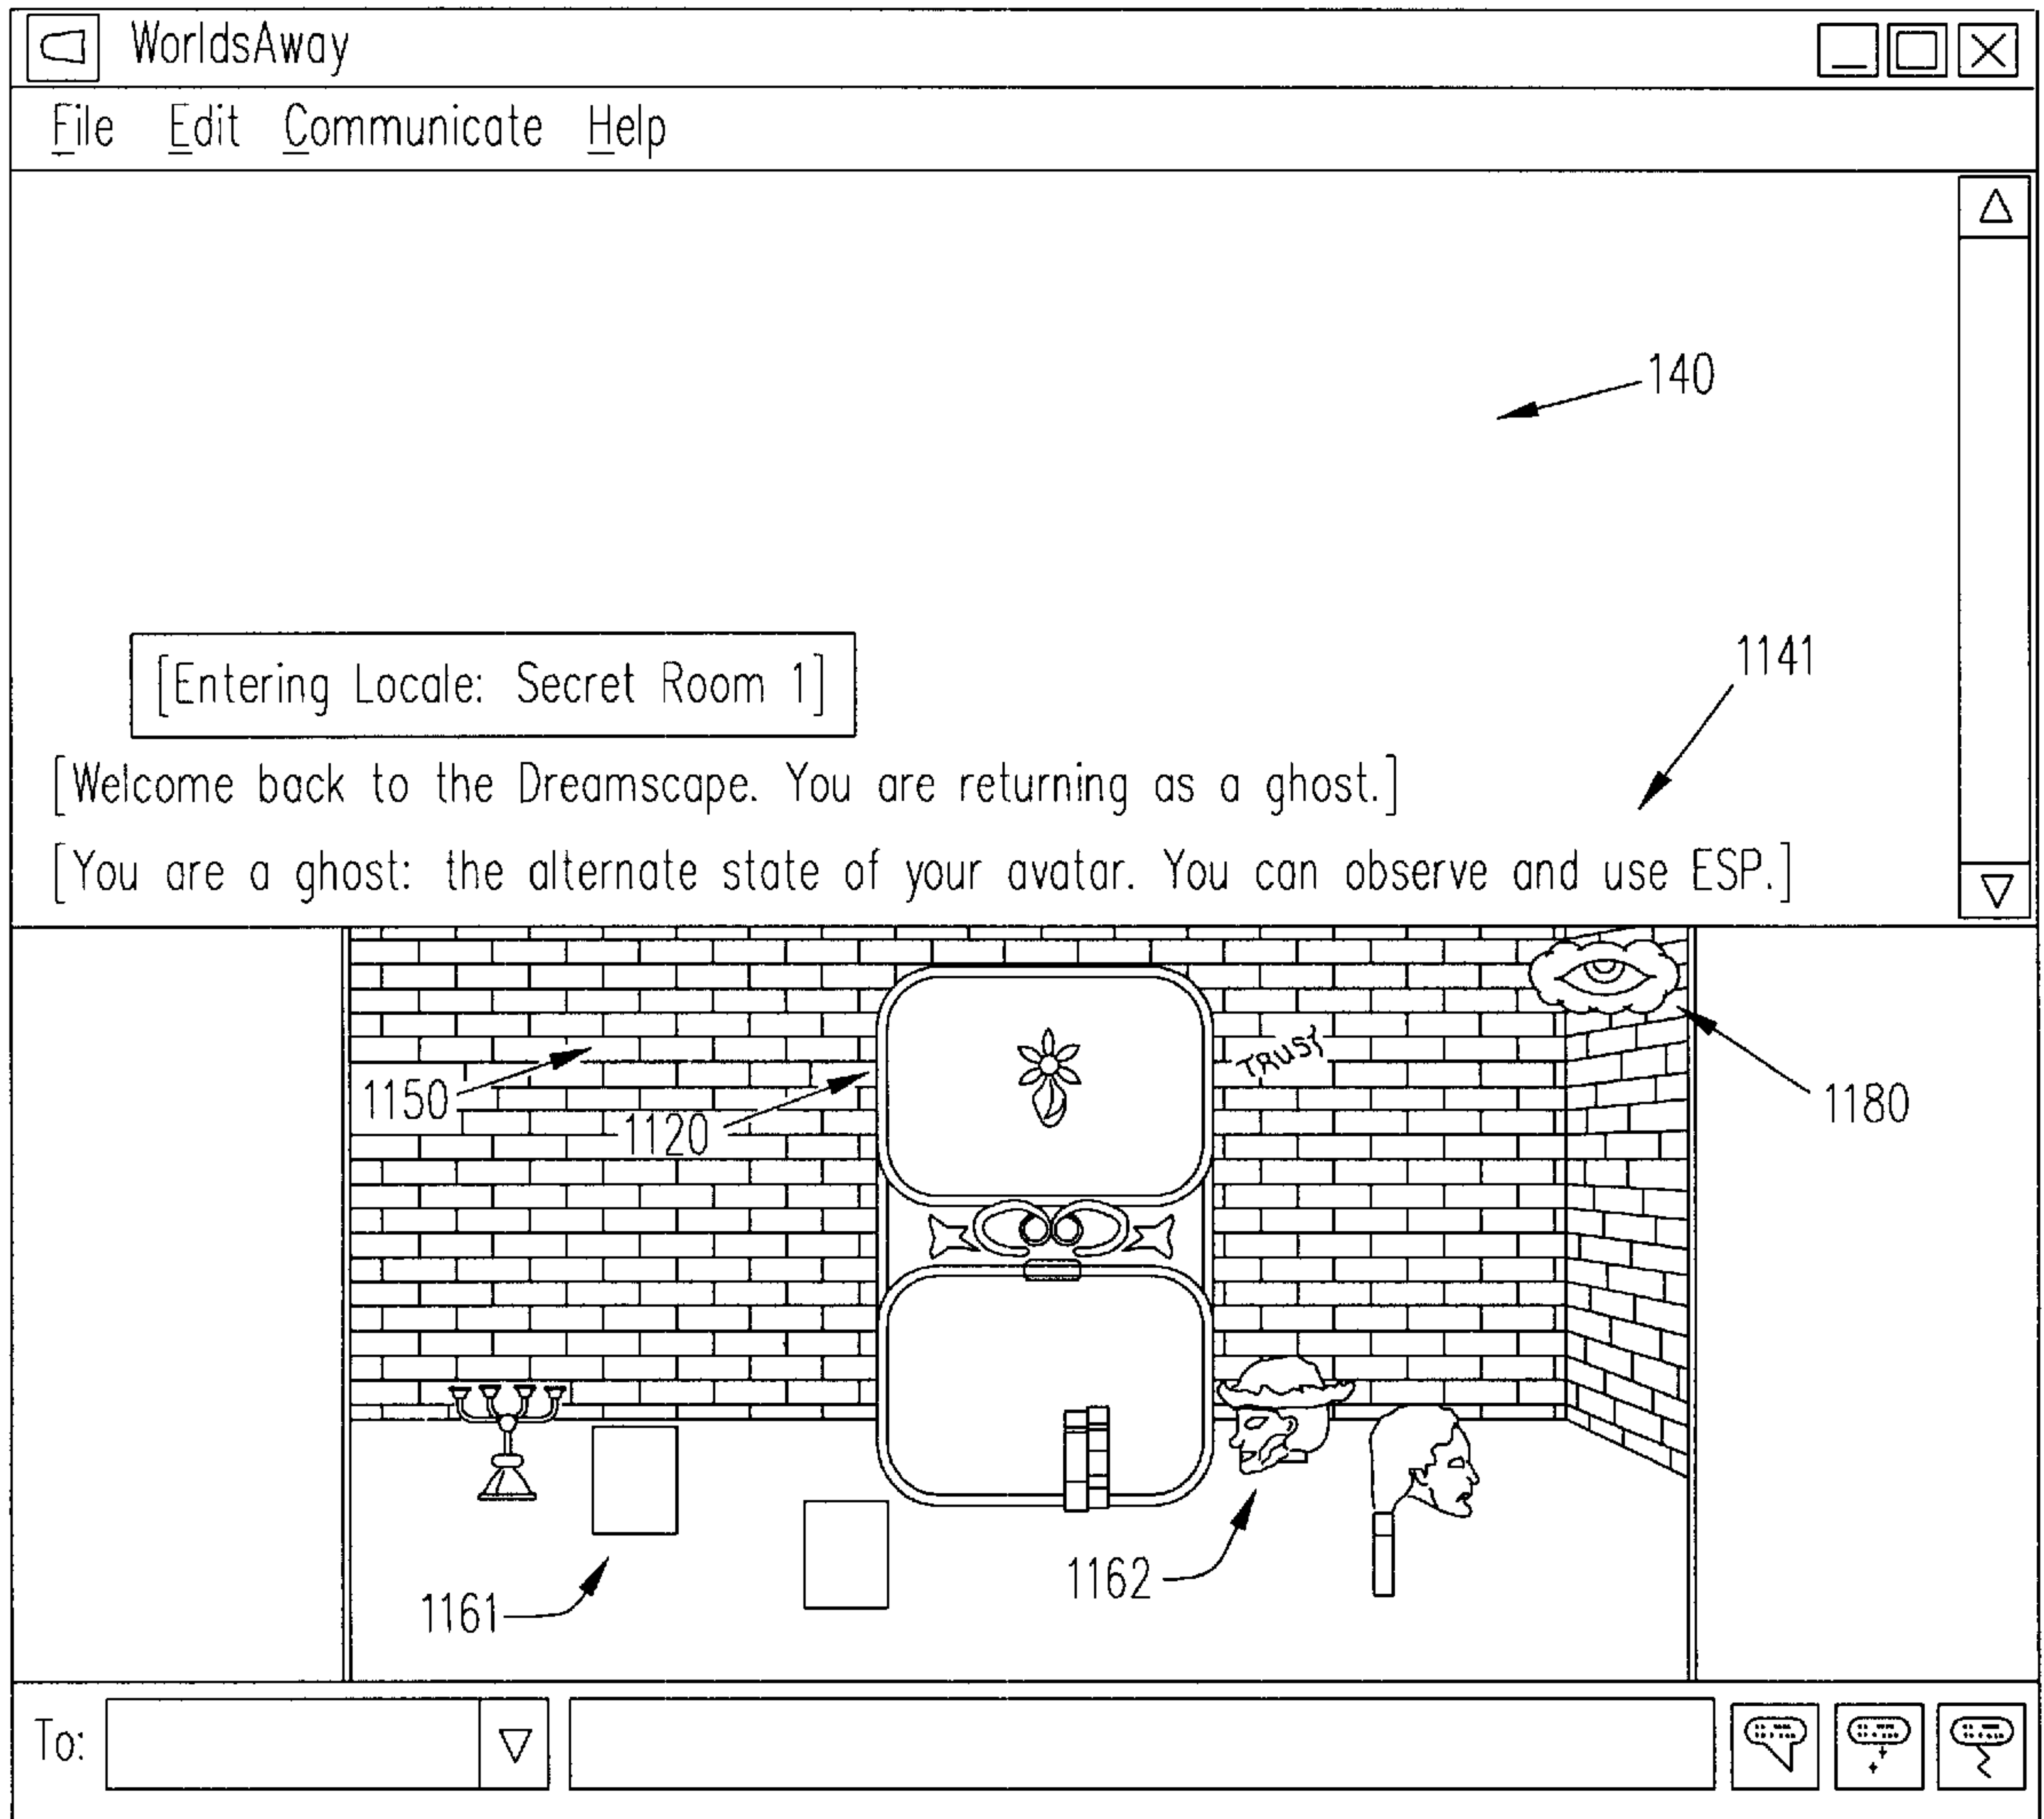 WorldsAway
File Edit Communicate Help
140
1141
[Entering Locale: Secret Room 1]
[Welcome back to the Dreamscape. You are returning as a ghost.]
[You are a ghost: the alternate state of your avatar. You can observe and use ESP.]
TRUST
1150
1120
1180
1161
1162
To: